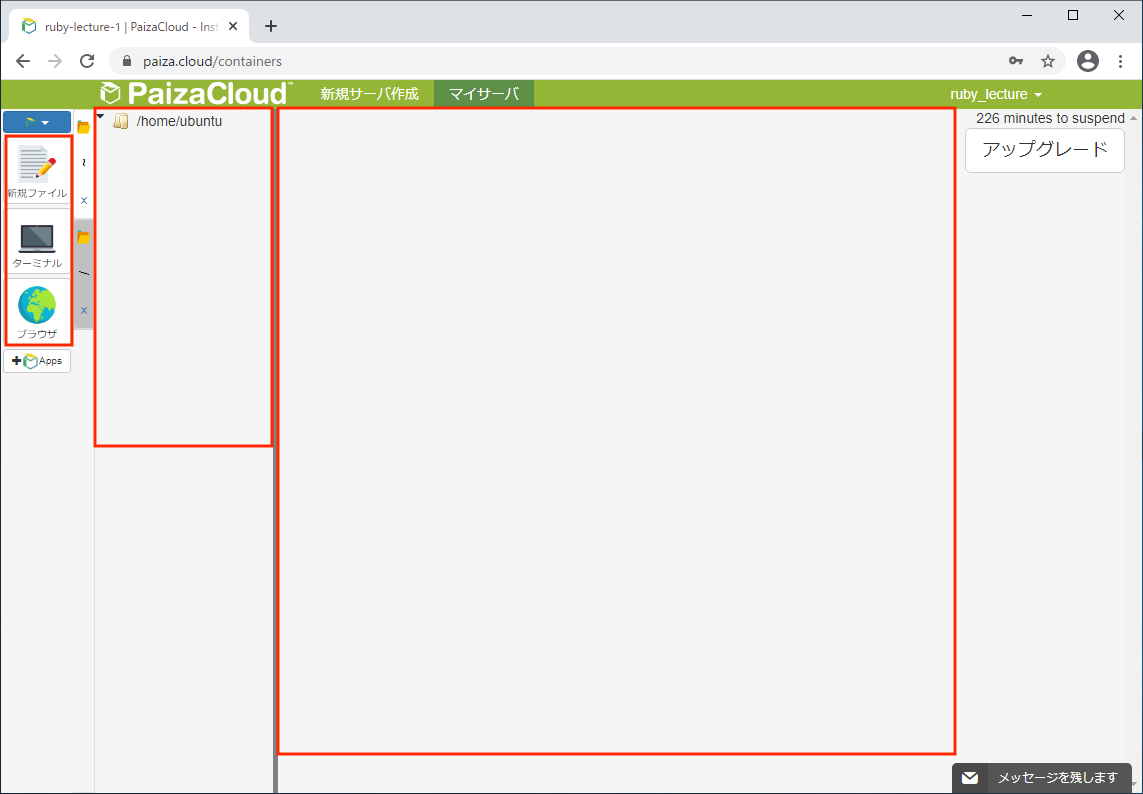 ruby-lecture-1 | PaizaCloud - Inst
paiza.cloud/containers
PaizaCloud™
新規サーバ作成
マイサーバ
ruby_lecture
226 minutes to suspend
アップグレード
/home/ubuntu
新規ファイル
ターミナル
ブラウザ
Apps
~
x
/
x
メッセージを残します